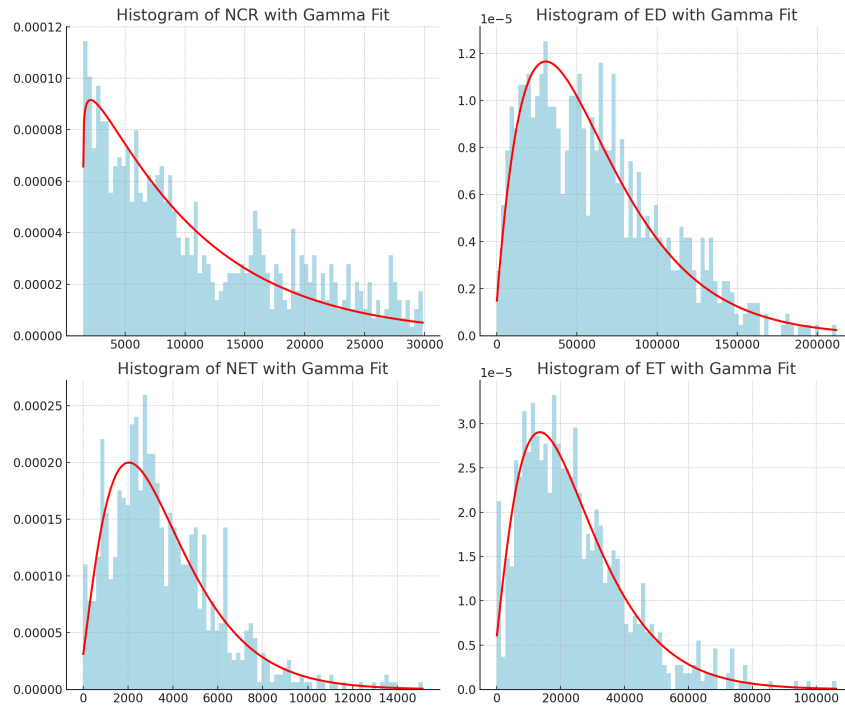 Histogram of NCR with Gamma Fit
0.00012
0.00010
0.00008
0.00006
0.00004
0.00002
0.00000
5000 10000 15000 20000 25000 30000
Histogram of ED with Gamma Fit
1e−5
1.2
1.0
0.8
0.6
0.4
0.2
0.0
0 50000 100000 150000 200000
Histogram of NET with Gamma Fit
0.00025
0.00020
0.00015
0.00010
0.00005
0.00000
0 2000 4000 6000 8000 10000 12000 14000
Histogram of ET with Gamma Fit
1e−5
3.0
2.5
2.0
1.5
1.0
0.5
0.0
0 20000 40000 60000 80000 100000